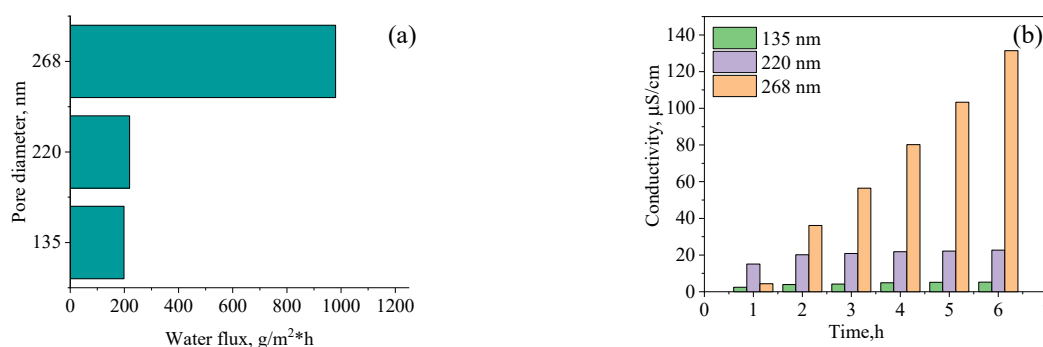 (a)
Pore diameter, nm
268
220
135
0 200 400 600 800 1000 1200
Water flux, g/m²*h
(b)
135 nm
220 nm
268 nm
Conductivity, µS/cm
140
120
100
80
60
40
20
0
0 1 2 3 4 5 6
Time,h